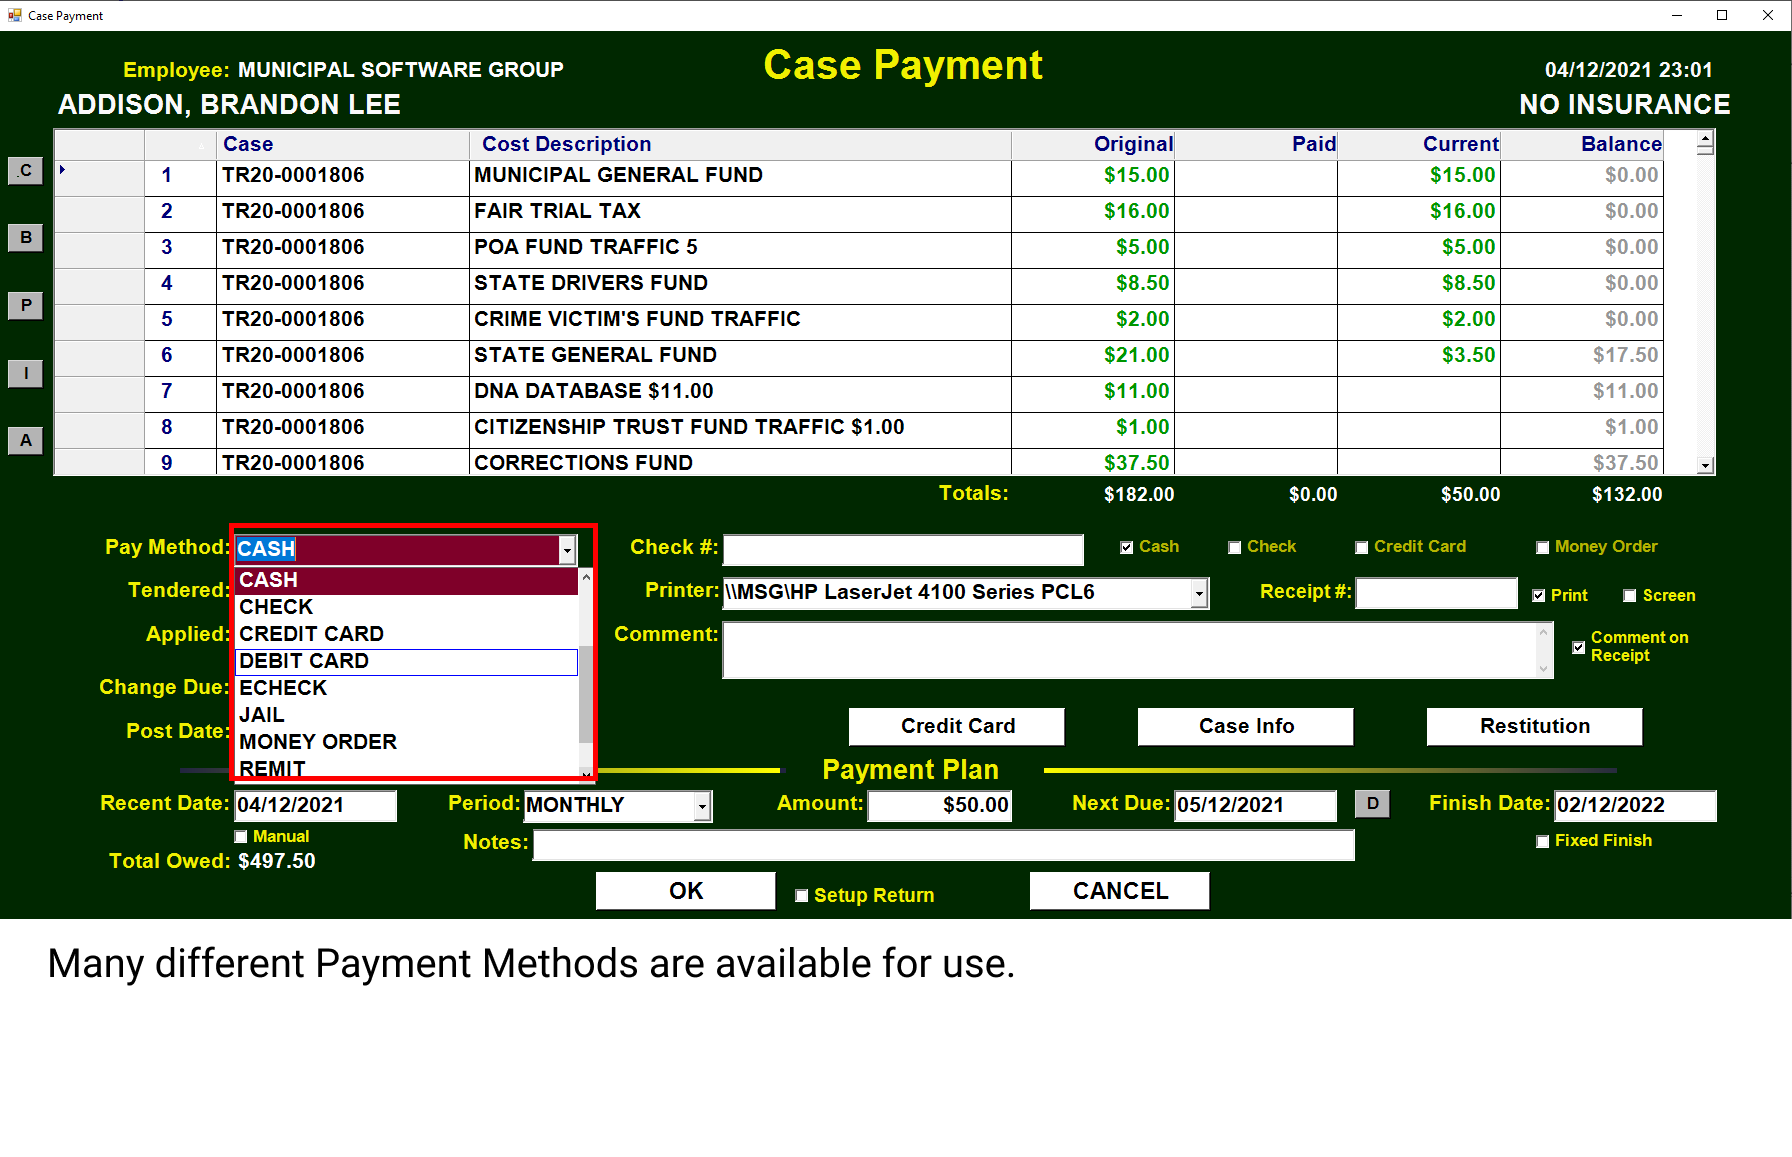 Case Payment
Employee: MUNICIPAL SOFTWARE GROUP
Case Payment
04/12/2021 23:01
ADDISON, BRANDON LEE
NO INSURANCE
Case Cost Description Original Paid Current Balance
1 TR20-0001806 MUNICIPAL GENERAL FUND $15.00 $15.00 $0.00
2 TR20-0001806 FAIR TRIAL TAX $16.00 $16.00 $0.00
3 TR20-0001806 POA FUND TRAFFIC 5 $5.00 $5.00 $0.00
4 TR20-0001806 STATE DRIVERS FUND $8.50 $8.50 $0.00
5 TR20-0001806 CRIME VICTIM'S FUND TRAFFIC $2.00 $2.00 $0.00
6 TR20-0001806 STATE GENERAL FUND $21.00 $3.50 $17.50
7 TR20-0001806 DNA DATABASE $11.00 $11.00 $11.00
8 TR20-0001806 CITIZENSHIP TRUST FUND TRAFFIC $1.00 $1.00 $1.00
9 TR20-0001806 CORRECTIONS FUND $37.50 $37.50
.C
B
P
I
A
Totals: $182.00 $0.00 $50.00 $132.00
Pay Method: CASH
CASH
CHECK
CREDIT CARD
DEBIT CARD
ECHECK
JAIL
MONEY ORDER
REMIT
Tendered:
Applied:
Change Due:
Post Date:
Check #:
Cash Check Credit Card Money Order
Printer: \\MSG\HP LaserJet 4100 Series PCL6
Receipt #:
Print Screen
Comment:
Comment on
Receipt
Credit Card Case Info Restitution
Payment Plan
Recent Date: 04/12/2021 Period: MONTHLY Amount: $50.00 Next Due: 05/12/2021 D Finish Date: 02/12/2022
Manual
Notes:
Fixed Finish
Total Owed: $497.50
OK Setup Return CANCEL
Many different Payment Methods are available for use.